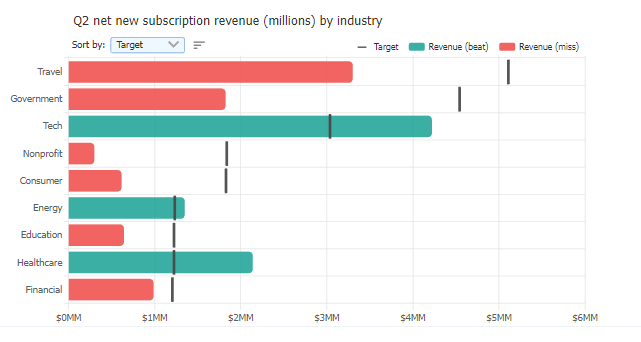 Q2 net new subscription revenue (millions) by industry
Sort by: Target
Target Revenue (beat) Revenue (miss)
Travel
Government
Tech
Nonprofit
Consumer
Energy
Education
Healthcare
Financial
$0MM $1MM $2MM $3MM $4MM $5MM $6MM